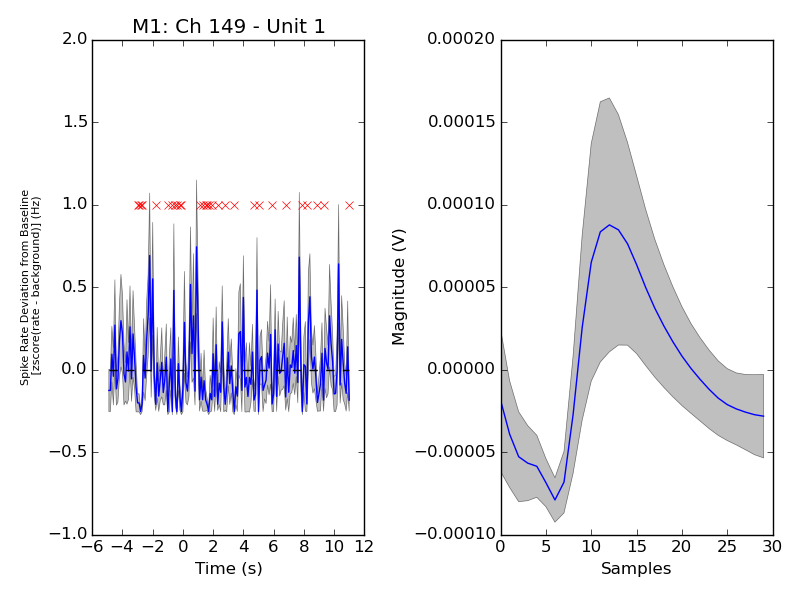 M1: Ch 149 - Unit 1
2.0
1.5
1.0
0.5
0.0
−0.5
−1.0
−6 −4 −2 0 2 4 6 8 10 12
Time (s)
Spike Rate Deviation from Baseline
[zscore(rate - background)] (Hz)
0.00020
0.00015
0.00010
0.00005
0.00000
−0.00005
−0.00010
0 5 10 15 20 25 30
Samples
Magnitude (V)